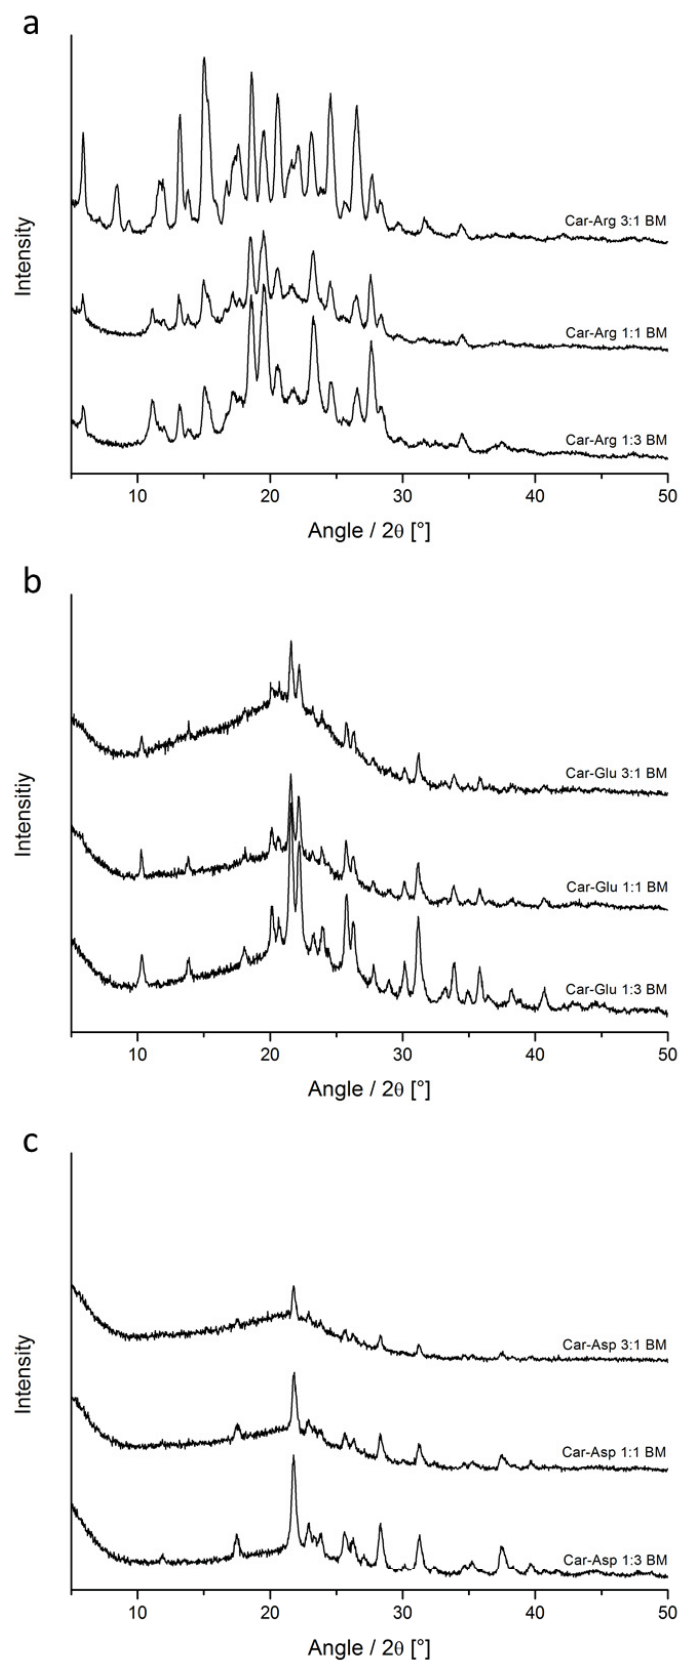 a
Intensity
Car-Arg 3:1 BM
Car-Arg 1:1 BM
Car-Arg 1:3 BM
10 20 30 40 50
Angle / 2θ [°]
b
Intensitiy
Car-Glu 3:1 BM
Car-Glu 1:1 BM
Car-Glu 1:3 BM
10 20 30 40 50
Angle / 2θ [°]
c
Intensity
Car-Asp 3:1 BM
Car-Asp 1:1 BM
Car-Asp 1:3 BM
10 20 30 40 50
Angle / 2θ [°]